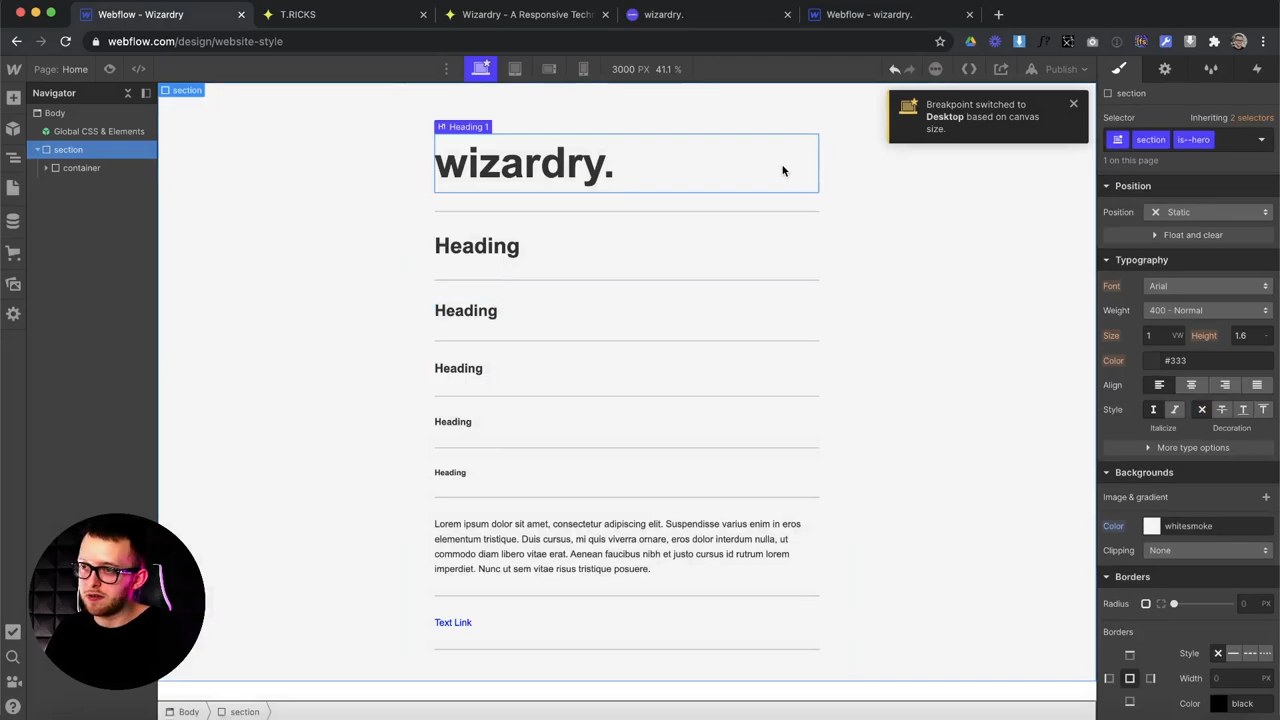 Webflow - Wizardry
T.RICKS
Wizardry - A Responsive Techn
wizardry.
Webflow - wizardry.
webflow.com/design/website-style
Page: Home
3000 PX 41.1 %
Publish
Navigator
Body
Global CSS & Elements
section
container
section
H1 Heading 1
wizardry.
Heading
Heading
Heading
Heading
Heading
Lorem ipsum dolor sit amet, consectetur adipiscing elit. Suspendisse varius enim in eros
elementum tristique. Duis cursus, mi quis viverra ornare, eros dolor interdum nulla, ut
commodo diam libero vitae erat. Aenean faucibus nibh et justo cursus id rutrum lorem
imperdiet. Nunc ut sem vitae risus tristique posuere.
Text Link
Breakpoint switched to
Desktop based on canvas
size.
section
Selector
Inheriting 2 selectors
section
is--hero
1 on this page
Position
Position
Static
Float and clear
Typography
Font
Arial
Weight
400 - Normal
Size
1
VW
Height
1.6
-
Color
#333
Align
Style
Italicize
Decoration
More type options
Backgrounds
Image & gradient
Color
whitesmoke
Clipping
None
Borders
Radius
0
PX
Borders
Style
Width
0
PX
Color
black
Body
section